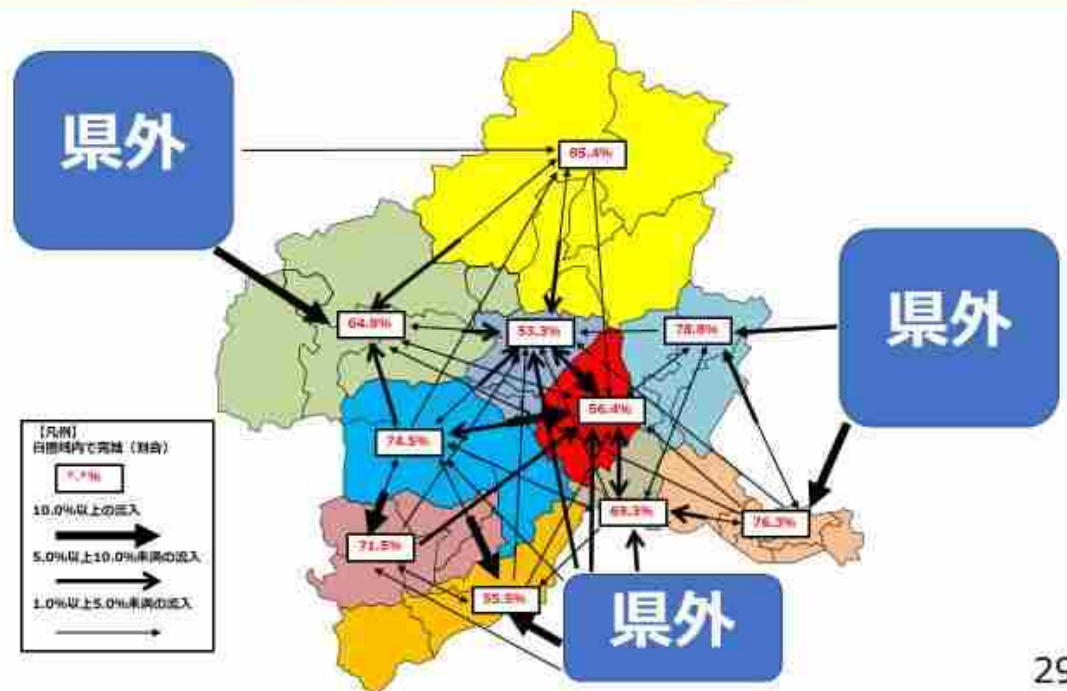 県外
85.4%
県外
64.9%
53.3%
78.8%
56.4%
74.5%
【凡例】
自圏域内で完結（割合）
*.*%
10.0%以上の流入
5.0%以上10.0%未満の流入
1.0%以上5.0%未満の流入
76.3%
71.5%
55.5%
県外
29